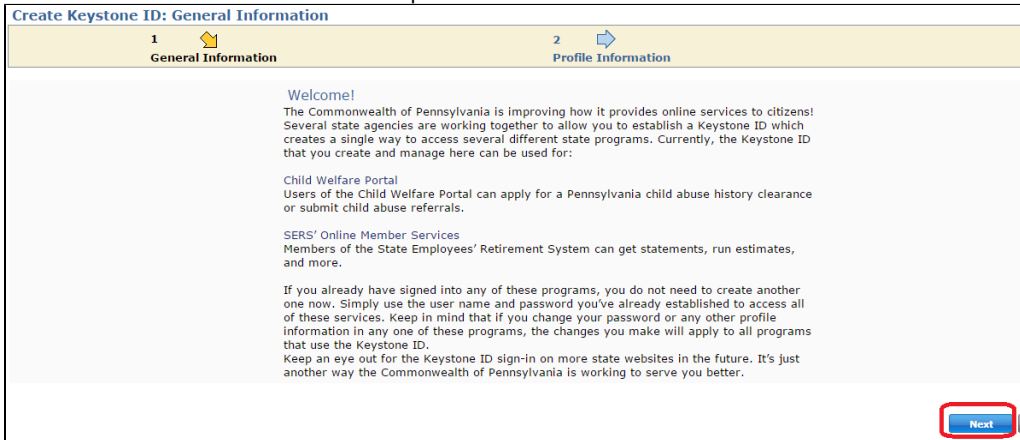 Create Keystone ID: General Information
1
General Information
2
Profile Information
Welcome!
The Commonwealth of Pennsylvania is improving how it provides online services to citizens!
Several state agencies are working together to allow you to establish a Keystone ID which
creates a single way to access several different state programs. Currently, the Keystone ID
that you create and manage here can be used for:
Child Welfare Portal
Users of the Child Welfare Portal can apply for a Pennsylvania child abuse history clearance
or submit child abuse referrals.
SERS' Online Member Services
Members of the State Employees' Retirement System can get statements, run estimates,
and more.
If you already have signed into any of these programs, you do not need to create another
one now. Simply use the user name and password you've already established to access all
of these services. Keep in mind that if you change your password or any other profile
information in any one of these programs, the changes you make will apply to all programs
that use the Keystone ID.
Keep an eye out for the Keystone ID sign-in on more state websites in the future. It's just
another way the Commonwealth of Pennsylvania is working to serve you better.
Next